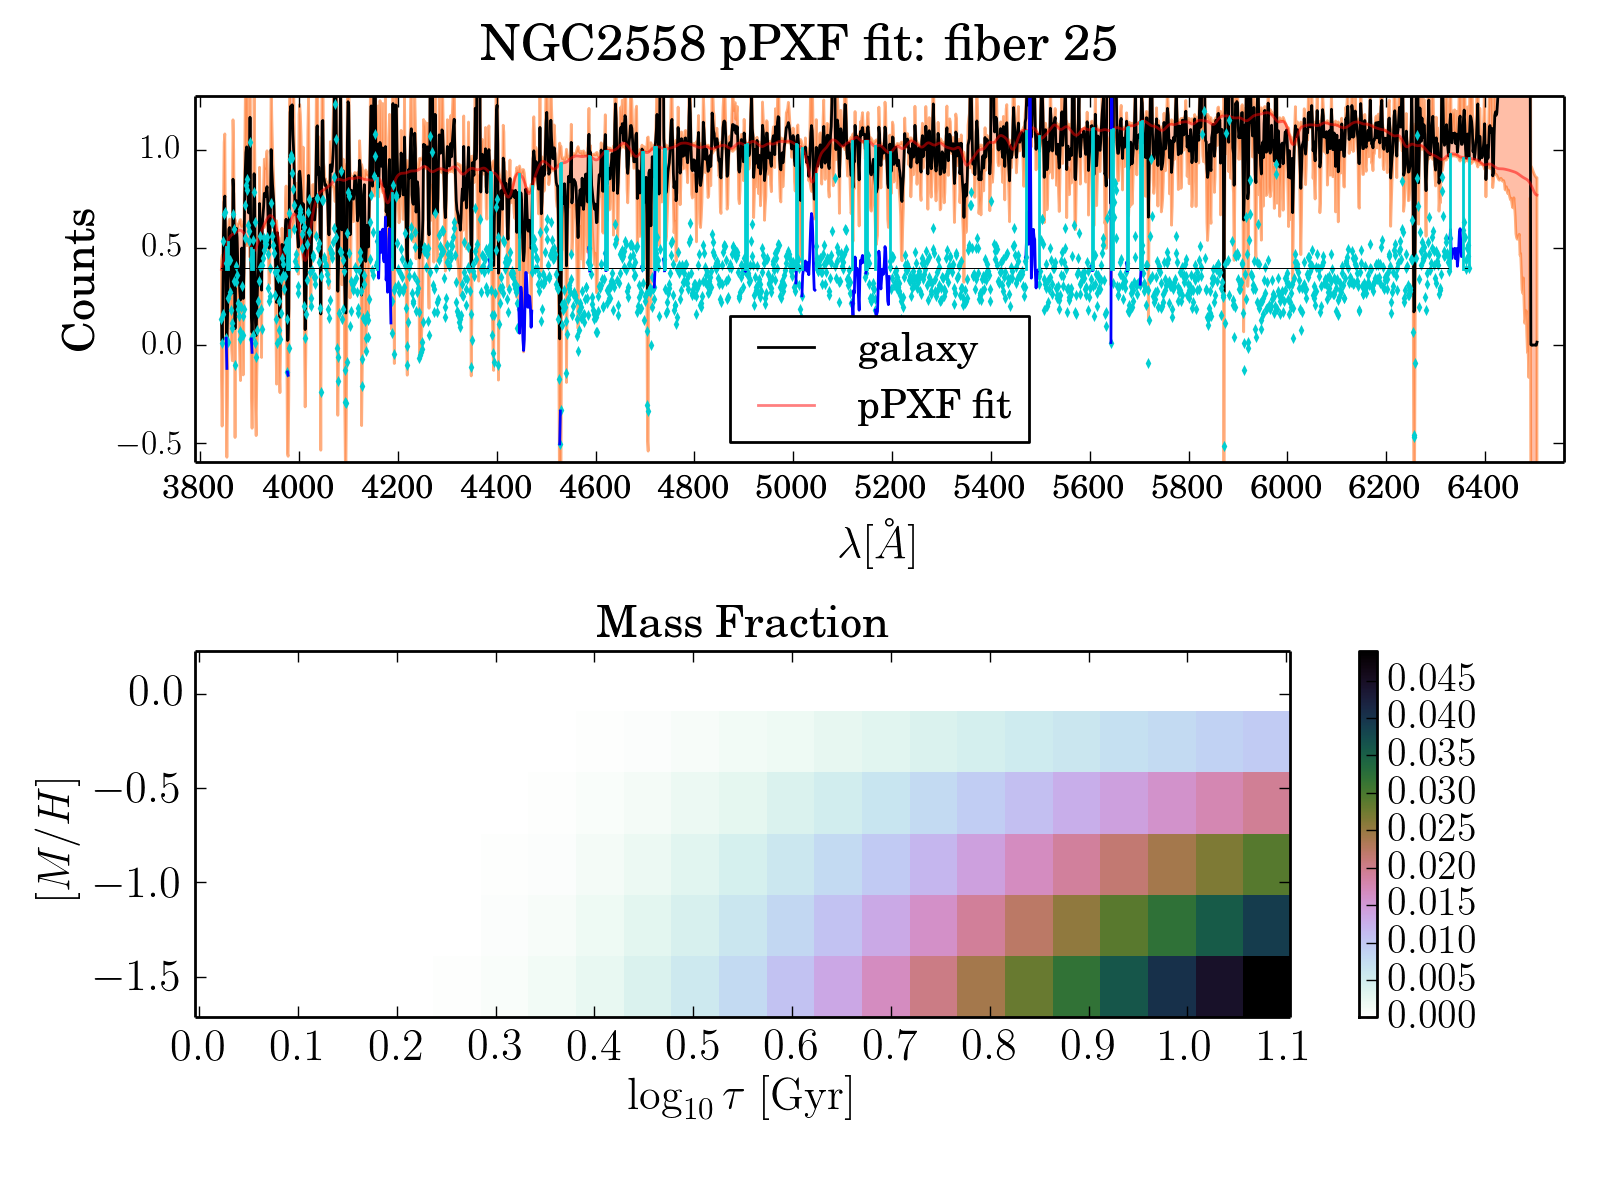 NGC2558 pPXF fit: fiber 25
Counts
1.0
0.5
0.0
−0.5
galaxy
pPXF fit
3800 4000 4200 4400 4600 4800 5000 5200 5400 5600 5800 6000 6200 6400
λ[Å]
Mass Fraction
[M/H]
0.0
−0.5
−1.0
−1.5
0.0 0.1 0.2 0.3 0.4 0.5 0.6 0.7 0.8 0.9 1.0 1.1
log₁₀ τ [Gyr]
0.045
0.040
0.035
0.030
0.025
0.020
0.015
0.010
0.005
0.000